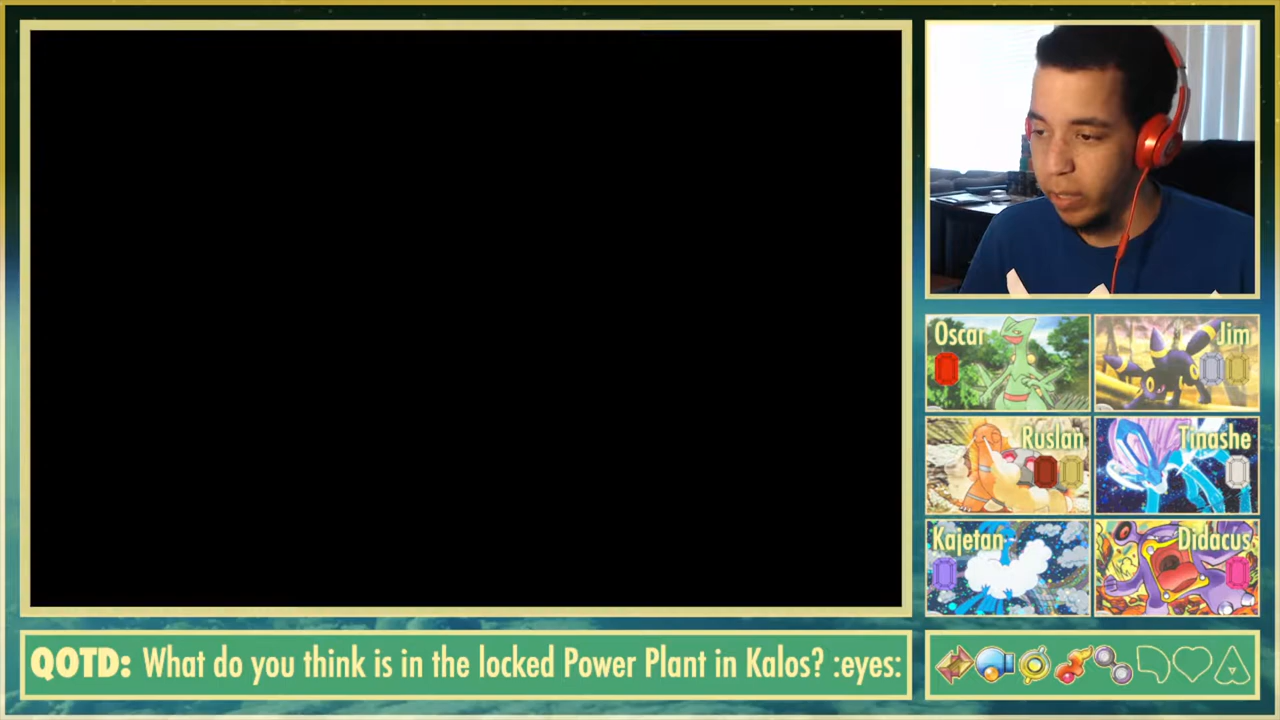 Oscar
Jim
Ruslan
Tinashe
Kajetan
Didacus
QOTD: What do you think is in the locked Power Plant in Kalos? :eyes: